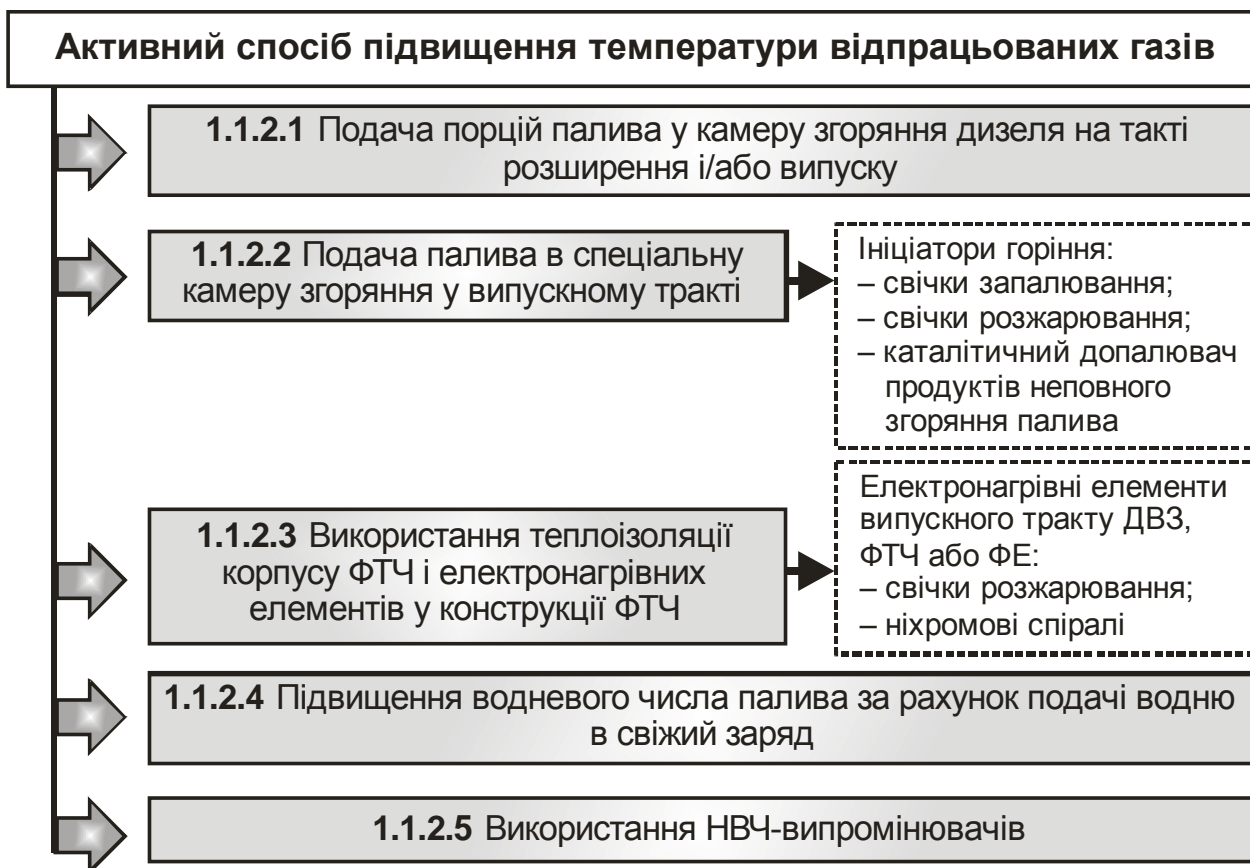 Активний спосіб підвищення температури відпрацьованих газів
1.1.2.1 Подача порцій палива у камеру згоряння дизеля на такті
розширення і/або випуску
1.1.2.2 Подача палива в спеціальну
камеру згоряння у випускному тракті
Ініціатори горіння:
– свічки запалювання;
– свічки розжарювання;
– каталітичний допалювач
продуктів неповного
згоряння палива
1.1.2.3 Використання теплоізоляції
корпусу ФТЧ і електронагрівних
елементів у конструкції ФТЧ
Електронагрівні елементи
випускного тракту ДВЗ,
ФТЧ або ФЕ:
– свічки розжарювання;
– ніхромові спіралі
1.1.2.4 Підвищення водневого числа палива за рахунок подачі водню
в свіжий заряд
1.1.2.5 Використання НВЧ-випромінювачів